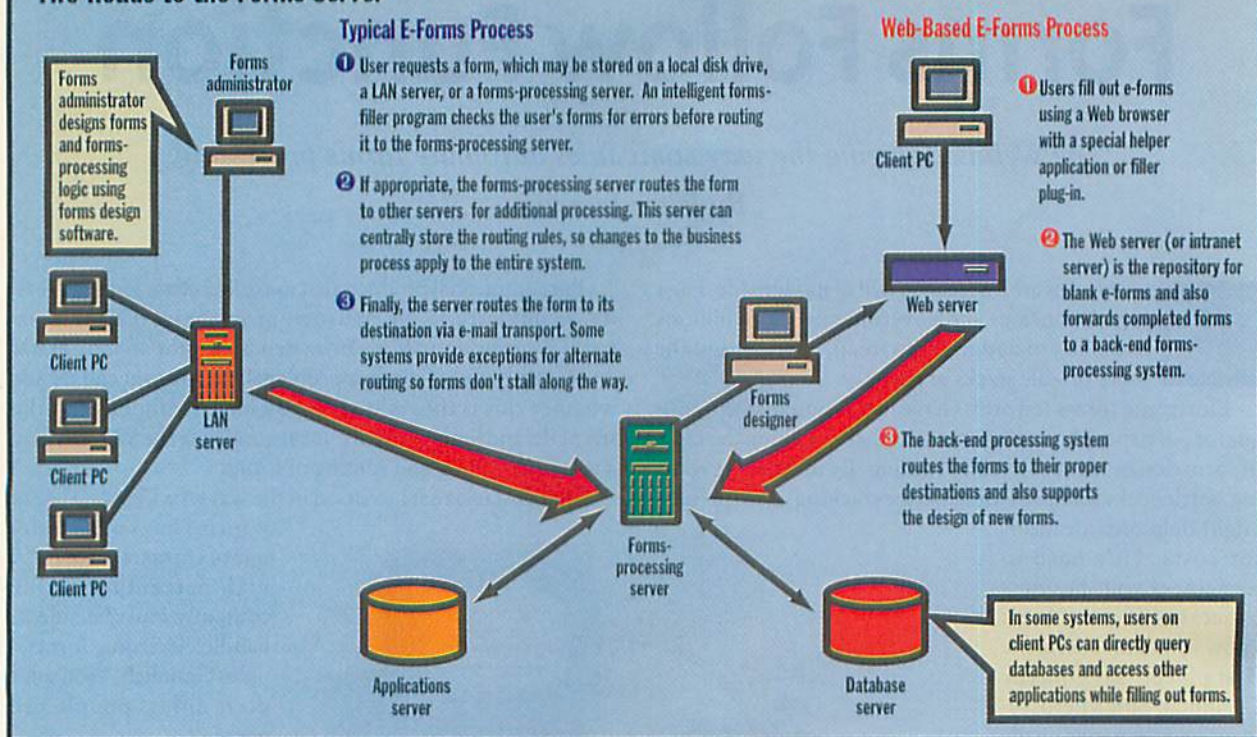 Typical E-Forms Process
❶ User requests a form, which may be stored on a local disk drive,
a LAN server, or a forms-processing server. An intelligent forms-
filler program checks the user's forms for errors before routing
it to the forms-processing server.
❷ If appropriate, the forms-processing server routes the form
to other servers for additional processing. This server can
centrally store the routing rules, so changes to the business
process apply to the entire system.
❸ Finally, the server routes the form to its
destination via e-mail transport. Some
systems provide exceptions for alternate
routing so forms don't stall along the way.
Forms
administrator
designs forms
and forms-
processing
logic using
forms design
software.
Forms
administrator
Client PC
Client PC
Client PC
LAN
server
Web-Based E-Forms Process
Client PC
❶ Users fill out e-forms
using a Web browser
with a special helper
application or filler
plug-in.
❷ The Web server (or intranet
server) is the repository for
blank e-forms and also
forwards completed forms
to a back-end forms-
processing system.
Web server
Forms
designer
❸ The back-end processing system
routes the forms to their proper
destinations and also supports
the design of new forms.
Forms-
processing
server
Applications
server
Database
server
In some systems, users on
client PCs can directly query
databases and access other
applications while filling out forms.